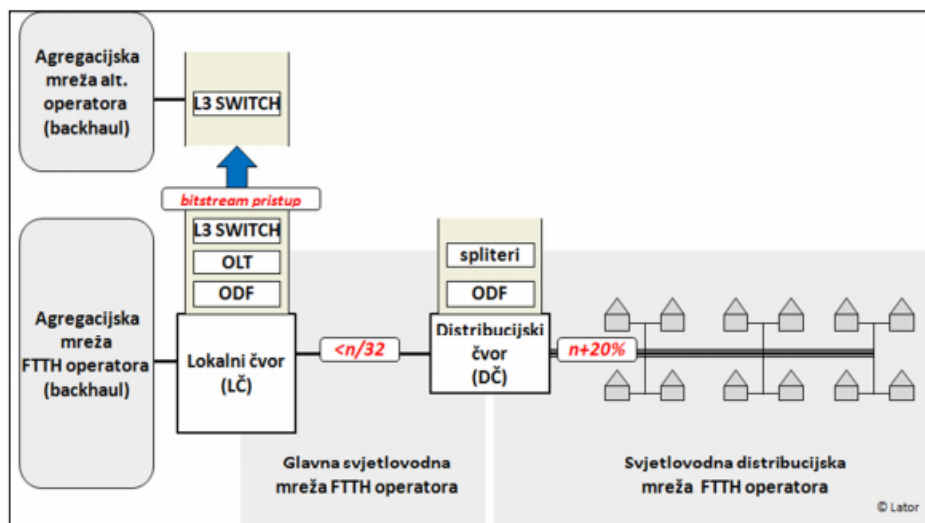 Agregacijska
mreža alt.
operatora
(backhaul)
L3 SWITCH
bitstream pristup
L3 SWITCH
OLT
ODF
spliteri
ODF
Agregacijska
mreža
FTTH operatora
(backhaul)
Lokalni čvor
(LČ)
<n/32
Distribucijski
čvor
(DČ)
n+20%
Glavna svjetlovodna
mreža FTTH operatora
Svjetlovodna distribucijska
mreža FTTH operatora
© Lator